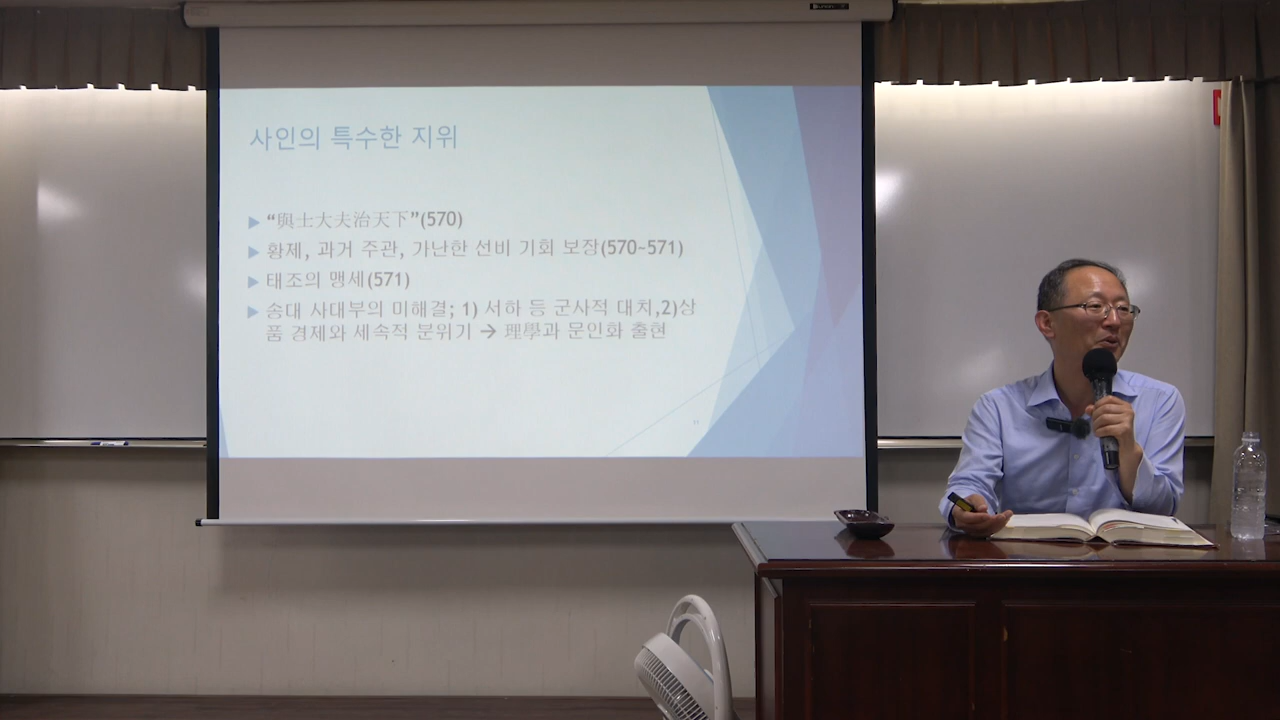 사인의 특수한 지위
“與士大夫治天下”(570)
황제, 과거 주관, 가난한 선비 기회 보장(570~571)
태조의 맹세(571)
송대 사대부의 미해결; 1) 서하 등 군사적 대치,2)상
품 경제와 세속적 분위기 → 理學과 문인화 출현